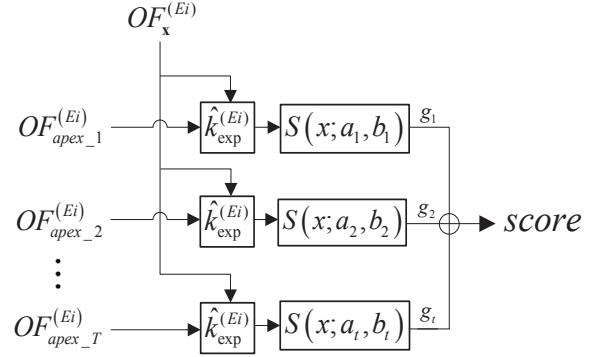 OF_x^(Ei)
OF_apex_1^(Ei) k̂_exp^(Ei) S(x;a_1,b_1) g_1
OF_apex_2^(Ei) k̂_exp^(Ei) S(x;a_2,b_2) g_2 score
⋮
OF_apex_T^(Ei) k̂_exp^(Ei) S(x;a_t,b_t) g_t